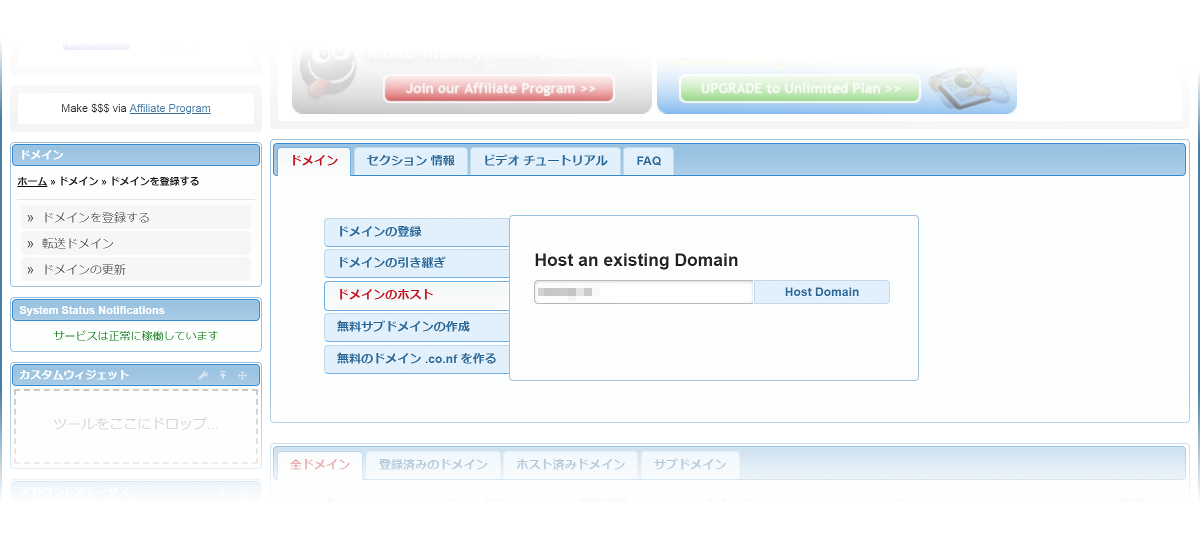 Make $$$ via Affiliate Program
Join our Affiliate Program >>
UPGRADE to Unlimited Plan >>
ドメイン
ホーム » ドメイン » ドメインを登録する
» ドメインを登録する
» 転送ドメイン
» ドメインの更新
System Status Notifications
サービスは正常に稼働しています
カスタムウィジェット
ツールをここにドロップ...
アカウントステータス
ドメイン
セクション 情報
ビデオ チュートリアル
FAQ
ドメインの登録
ドメインの引き継ぎ
ドメインのホスト
無料サブドメインの作成
無料のドメイン .co.nf を作る
Host an existing Domain
Host Domain
全ドメイン
登録済みのドメイン
ホスト済みドメイン
サブドメイン